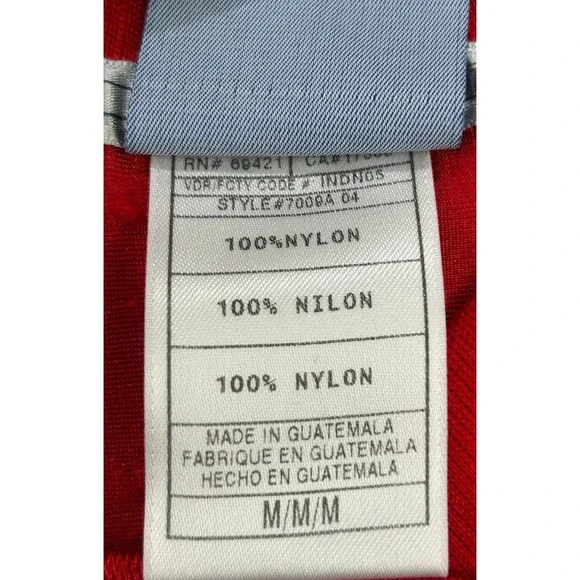 RN# 69421 CA#
VDR/FCTY CODE # INDN05
STYLE#7009A 04
100%NYLON
100% NILON
100% NYLON
MADE IN GUATEMALA
FABRIQUE EN GUATEMALA
HECHO EN GUATEMALA
M/M/M